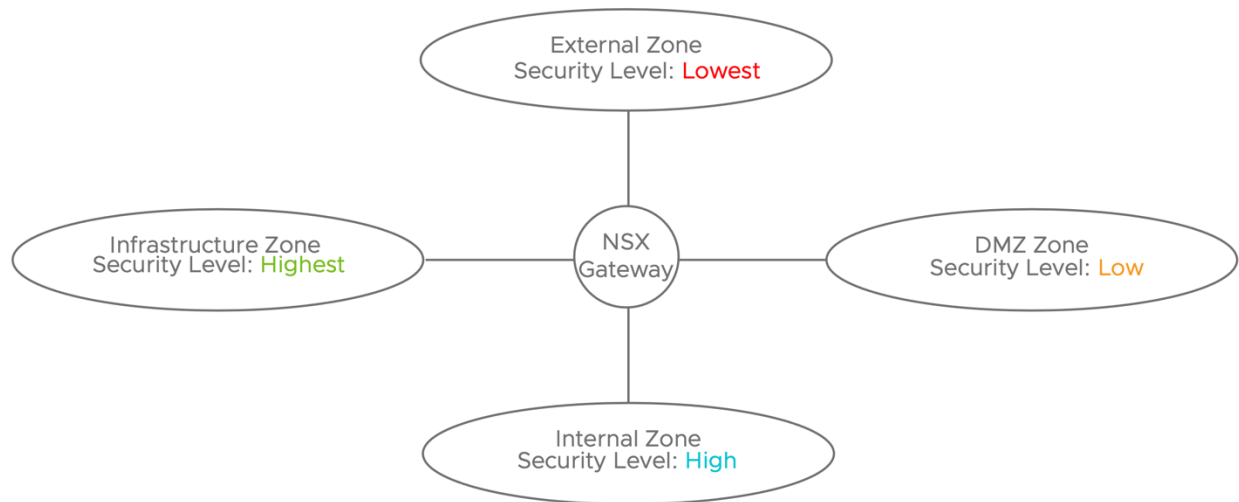 External Zone
Security Level: Lowest
Infrastructure Zone
Security Level: Highest
NSX
Gateway
DMZ Zone
Security Level: Low
Internal Zone
Security Level: High